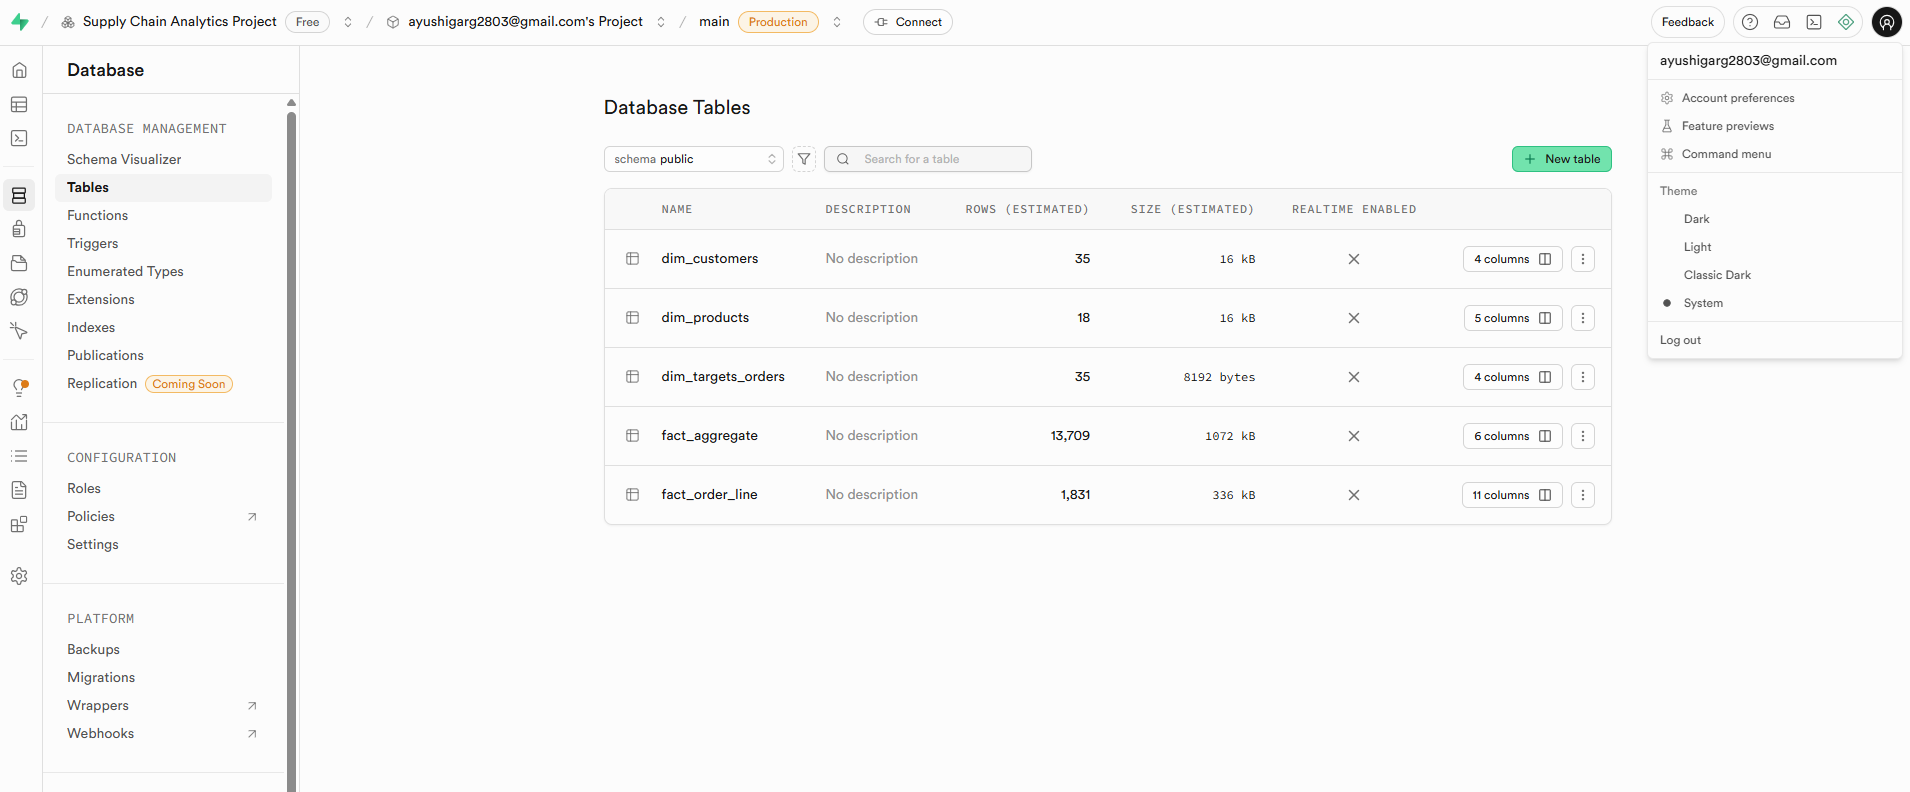 Supply Chain Analytics Project Free / ayushigarg2803@gmail.com's Project / main Production Connect Feedback
ayushigarg2803@gmail.com
Account preferences
Feature previews
Command menu
Theme
Dark
Light
Classic Dark
System
Log out
Database
DATABASE MANAGEMENT
Schema Visualizer
Tables
Functions
Triggers
Enumerated Types
Extensions
Indexes
Publications
Replication Coming Soon
CONFIGURATION
Roles
Policies
Settings
PLATFORM
Backups
Migrations
Wrappers
Webhooks
Database Tables
schema public Search for a table New table
NAME DESCRIPTION ROWS (ESTIMATED) SIZE (ESTIMATED) REALTIME ENABLED
dim_customers No description 35 16 kB 4 columns
dim_products No description 18 16 kB 5 columns
dim_targets_orders No description 35 8192 bytes 4 columns
fact_aggregate No description 13,709 1072 kB 6 columns
fact_order_line No description 1,831 336 kB 11 columns